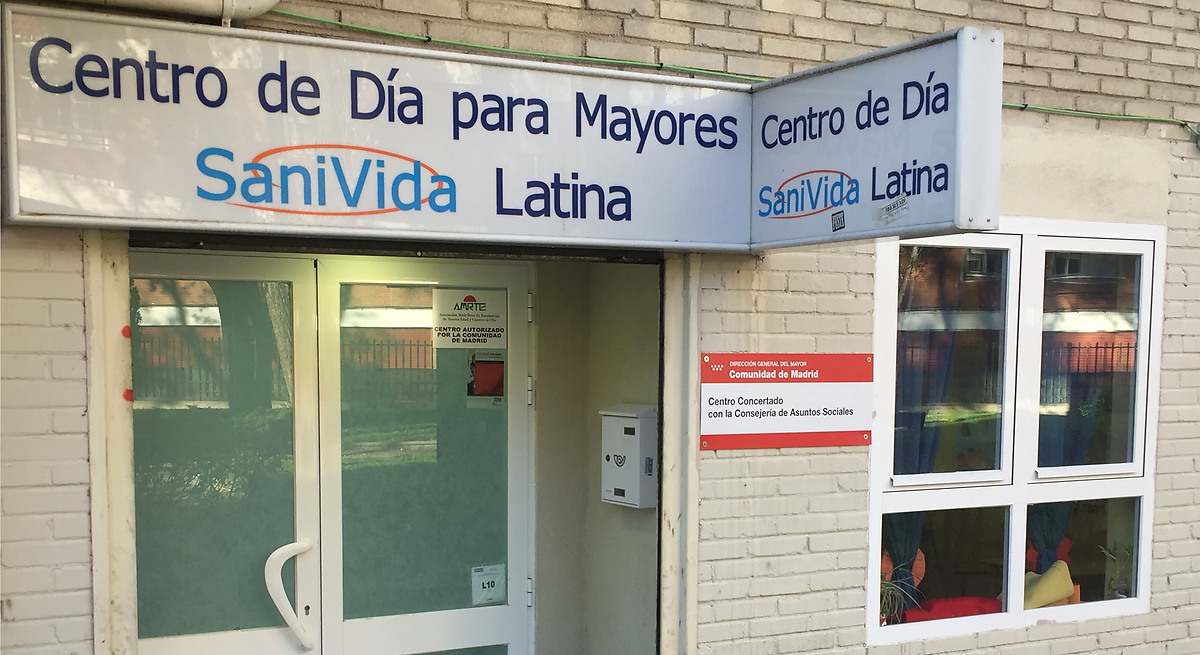 Centro de Día para Mayores
SaniVida Latina
Centro de Día
SaniVida Latina
AMRTE
CENTRO AUTORIZADO
POR LA COMUNIDAD
DE MADRID
DIRECCIÓN GENERAL DEL MAYOR
Comunidad de Madrid
Centro Concertado
con la Consejería de Asuntos Sociales
L10